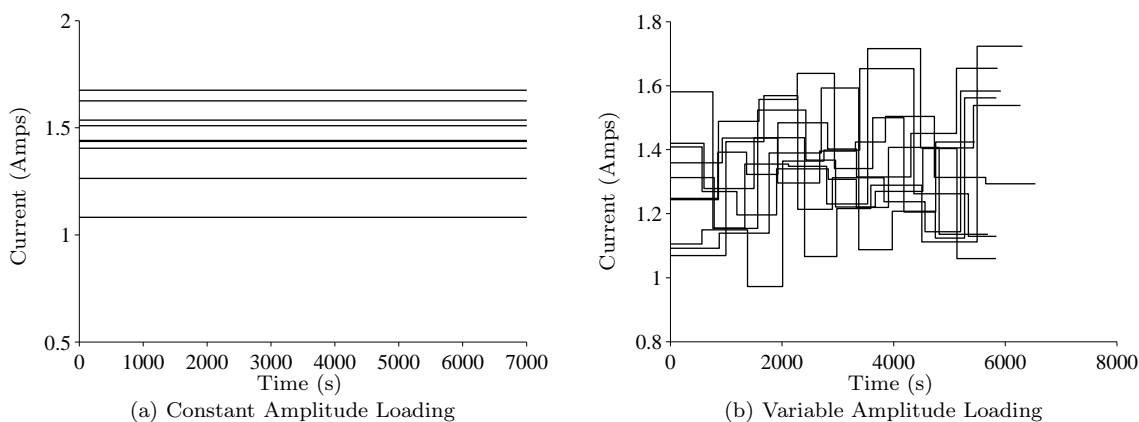 Current (Amps)
2
1.5
1
0.5
0 1000 2000 3000 4000 5000 6000 7000
Time (s)
(a) Constant Amplitude Loading
Current (Amps)
1.8
1.6
1.4
1.2
1
0.8
0 2000 4000 6000 8000
Time (s)
(b) Variable Amplitude Loading